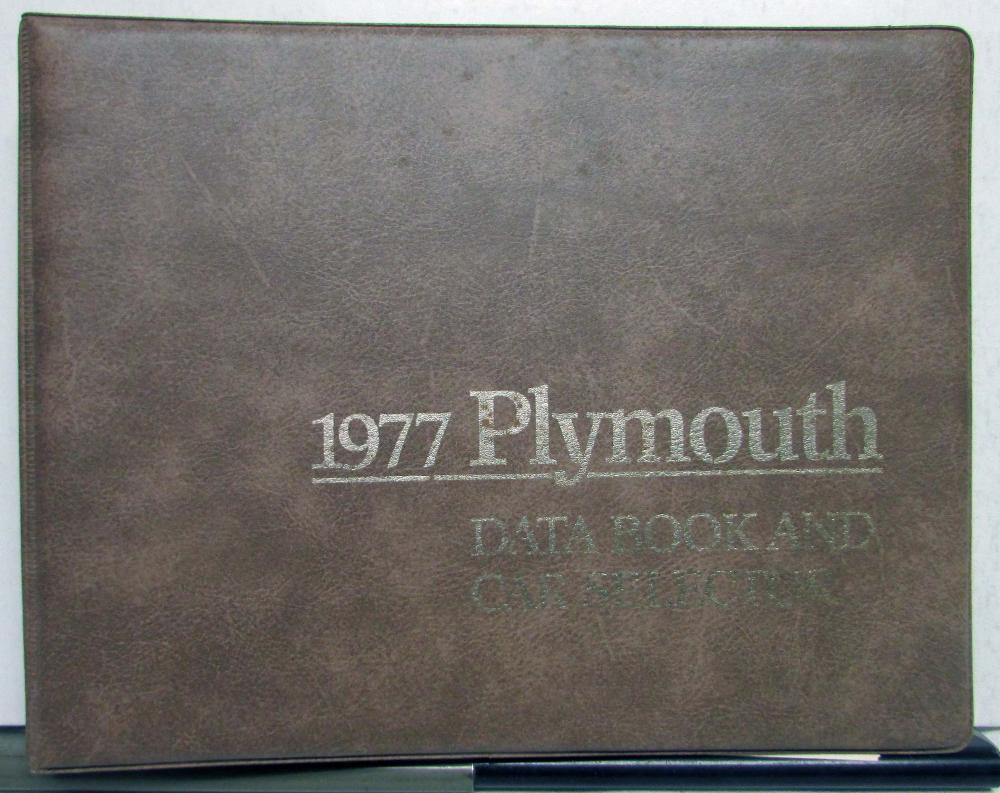 1977 Plymouth
DATA BOOK AND
CAR SELECTOR